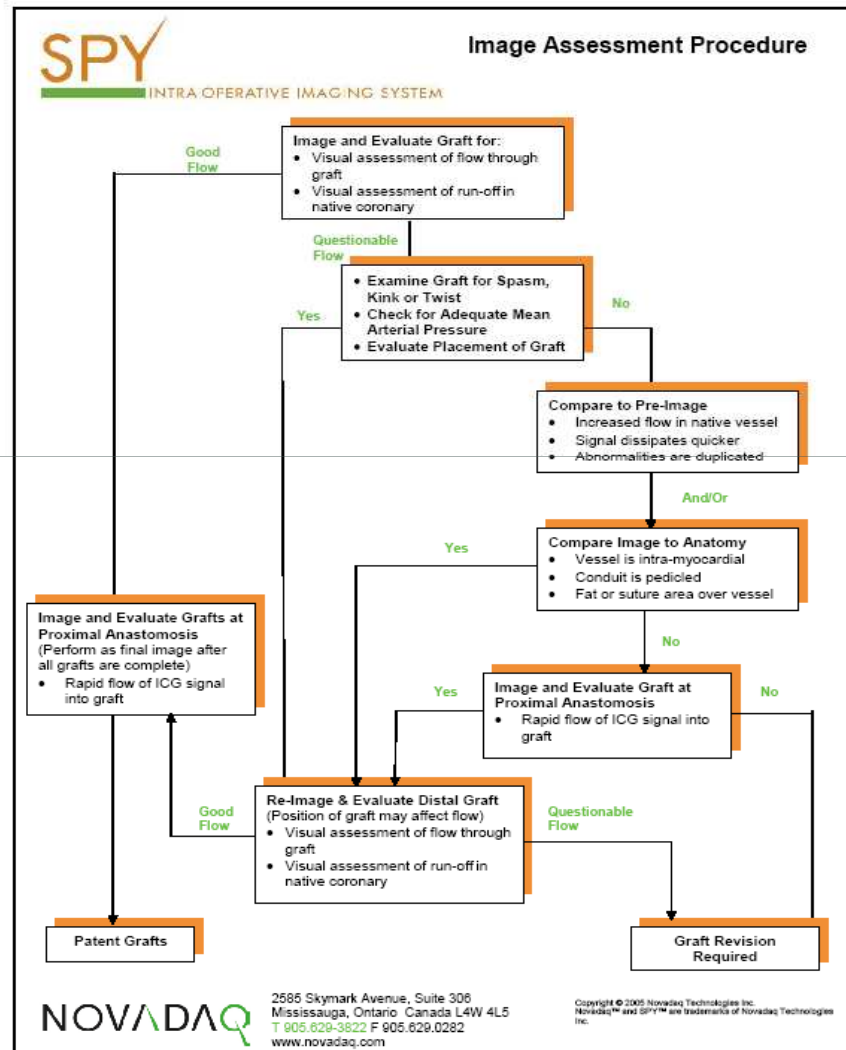 SPY
INTRA OPERATIVE IMAGING SYSTEM
Image Assessment Procedure
Image and Evaluate Graft for:
• Visual assessment of flow through
graft
• Visual assessment of run-off in
native coronary
Good
Flow
Questionable
Flow
• Examine Graft for Spasm,
Kink or Twist
• Check for Adequate Mean
Arterial Pressure
• Evaluate Placement of Graft
Yes
No
Compare to Pre-Image
• Increased flow in native vessel
• Signal dissipates quicker
• Abnormalities are duplicated
And/Or
Compare Image to Anatomy
• Vessel is intra-myocardial
• Conduit is pedicled
• Fat or suture area over vessel
Yes
No
Image and Evaluate Grafts at
Proximal Anastomosis
(Perform as final image after
all grafts are complete)
• Rapid flow of ICG signal
into graft
Image and Evaluate Graft at
Proximal Anastomosis
• Rapid flow of ICG signal into
graft
Yes
No
Re-Image & Evaluate Distal Graft
(Position of graft may affect flow)
• Visual assessment of flow through
graft
• Visual assessment of run-off in
native coronary
Good
Flow
Questionable
Flow
Patent Grafts
Graft Revision
Required
NOVADAQ
2585 Skymark Avenue, Suite 306
Mississauga, Ontario Canada L4W 4L5
T 905.629-3822 F 905.629.0282
www.novadaq.com
Copyright © 2005 Novadaq Technologies Inc.
Novadaq™ and SPY™ are trademarks of Novadaq Technologies
Inc.